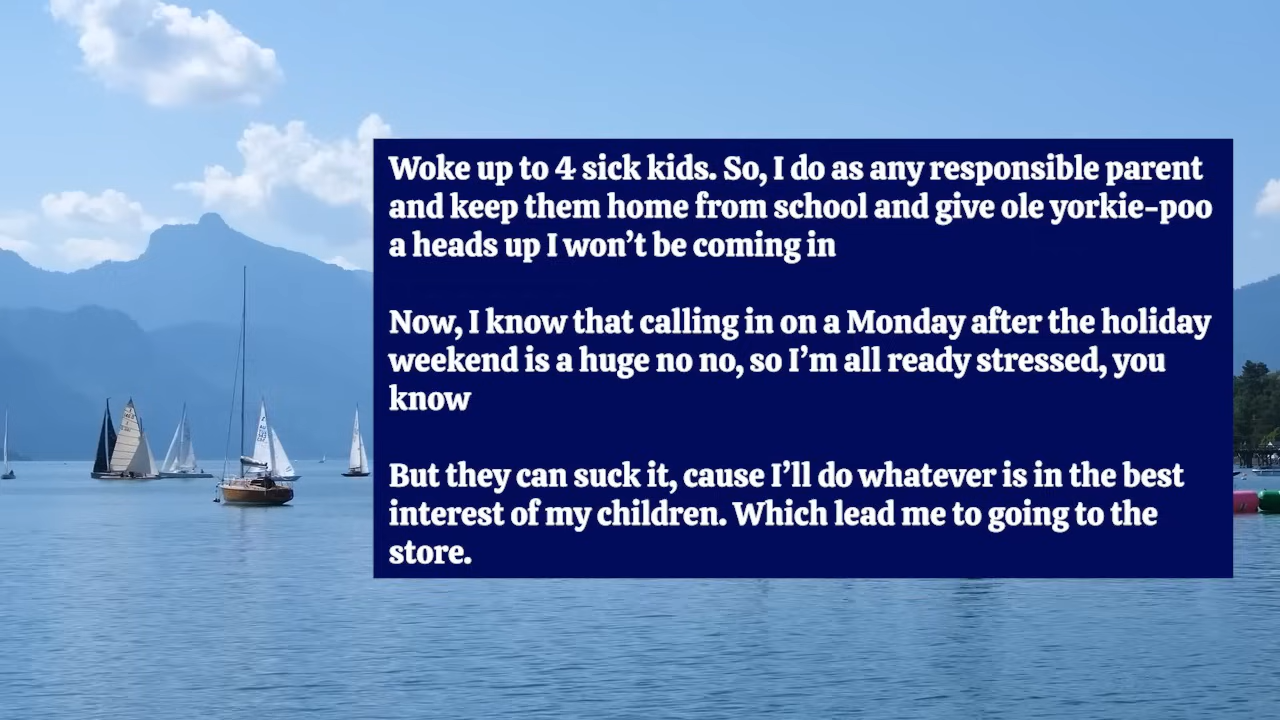 Woke up to 4 sick kids. So, I do as any responsible parent
and keep them home from school and give ole yorkie-poo
a heads up I won’t be coming in
Now, I know that calling in on a Monday after the holiday
weekend is a huge no no, so I’m all ready stressed, you
know
But they can suck it, cause I’ll do whatever is in the best
interest of my children. Which lead me to going to the
store.